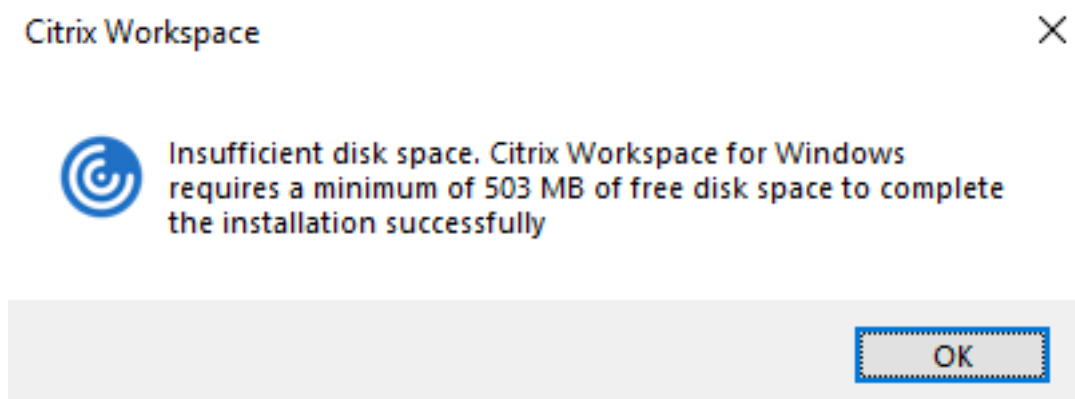 Citrix Workspace
Insufficient disk space. Citrix Workspace for Windows
requires a minimum of 503 MB of free disk space to complete
the installation successfully
OK